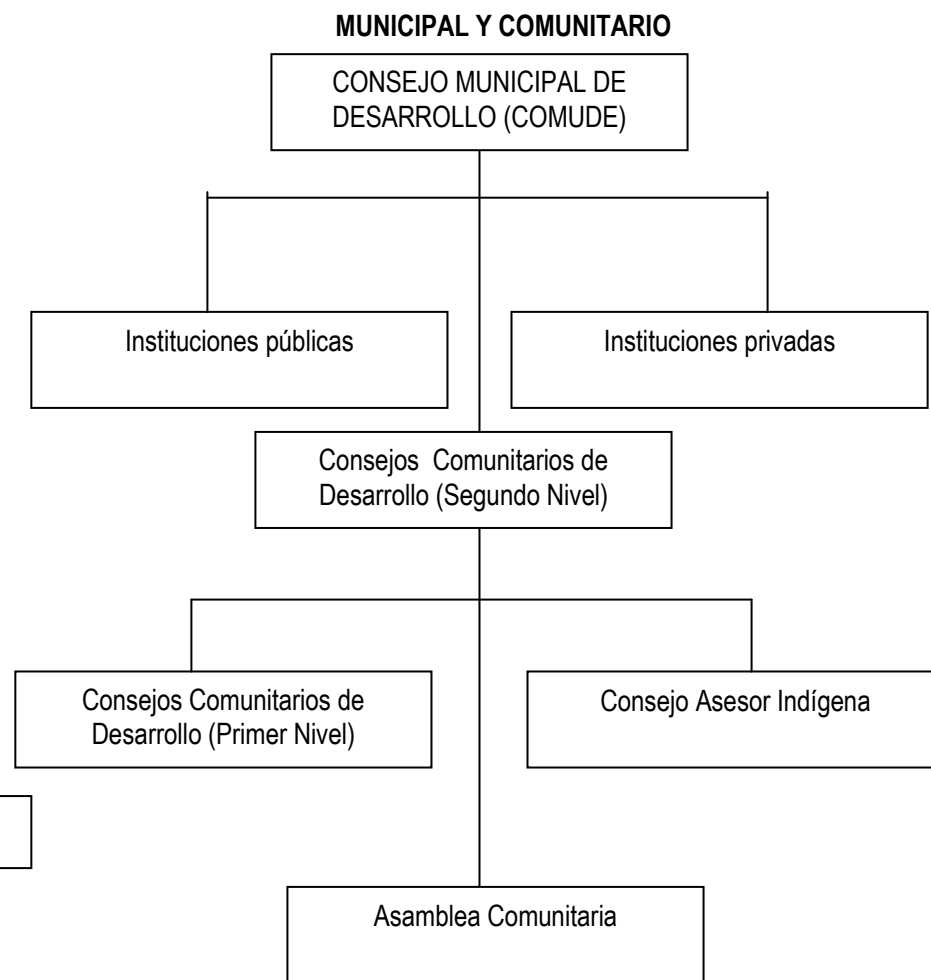 MUNICIPAL Y COMUNITARIO
CONSEJO MUNICIPAL DE
DESARROLLO (COMUDE)
Instituciones públicas
Instituciones privadas
Consejos Comunitarios de
Desarrollo (Segundo Nivel)
Consejos Comunitarios de
Desarrollo (Primer Nivel)
Consejo Asesor Indígena
Asamblea Comunitaria